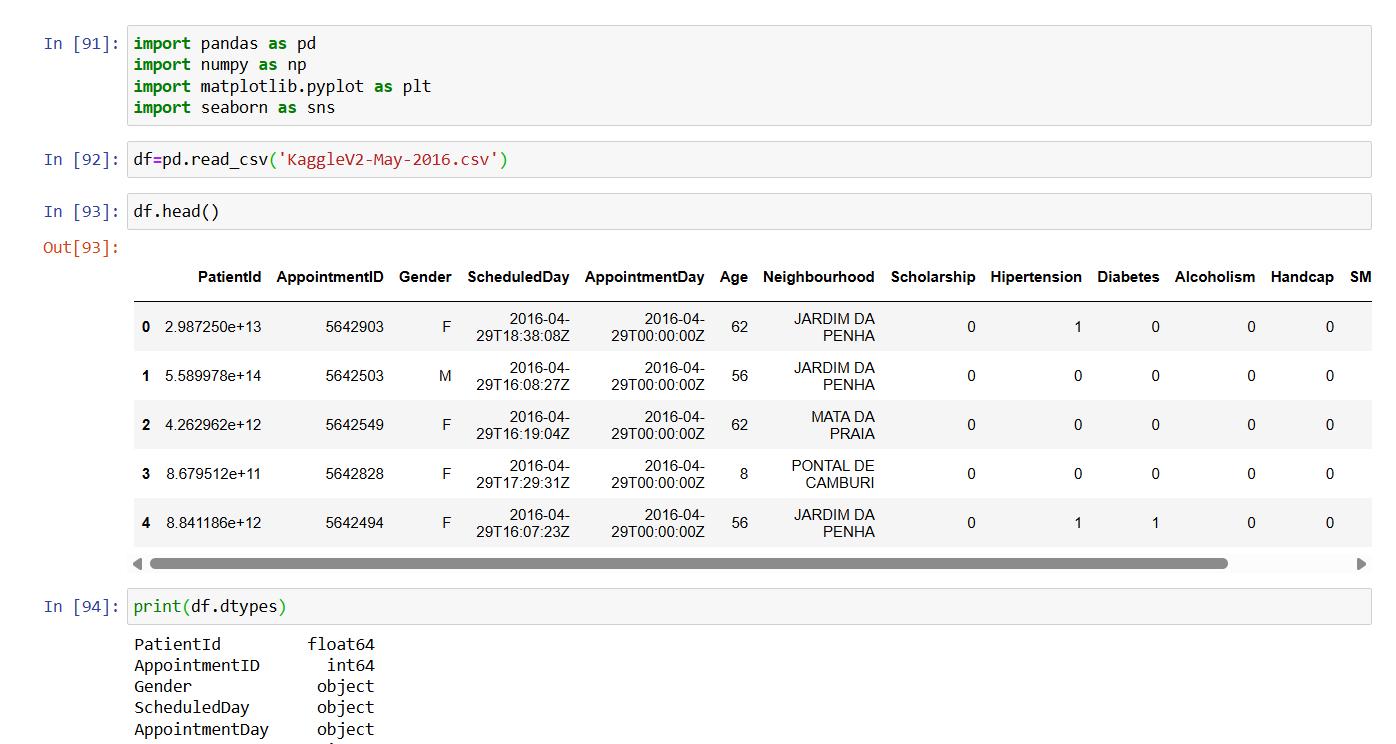 In [91]: import pandas as pd
import numpy as np
import matplotlib.pyplot as plt
import seaborn as sns
In [92]: df=pd.read_csv('KaggleV2-May-2016.csv')
In [93]: df.head()
Out[93]:
PatientId AppointmentID Gender ScheduledDay AppointmentDay Age Neighbourhood Scholarship Hipertension Diabetes Alcoholism Handcap SM
0 2.987250e+13 5642903 F 2016-04-29T18:38:08Z 2016-04-29T00:00:00Z 62 JARDIM DA PENHA 0 1 0 0 0
1 5.589978e+14 5642503 M 2016-04-29T16:08:27Z 2016-04-29T00:00:00Z 56 JARDIM DA PENHA 0 0 0 0 0
2 4.262962e+12 5642549 F 2016-04-29T16:19:04Z 2016-04-29T00:00:00Z 62 MATA DA PRAIA 0 0 0 0 0
3 8.679512e+11 5642828 F 2016-04-29T17:29:31Z 2016-04-29T00:00:00Z 8 PONTAL DE CAMBURI 0 0 0 0 0
4 8.841186e+12 5642494 F 2016-04-29T16:07:23Z 2016-04-29T00:00:00Z 56 JARDIM DA PENHA 0 1 1 0 0
In [94]: print(df.dtypes)
PatientId float64
AppointmentID int64
Gender object
ScheduledDay object
AppointmentDay object